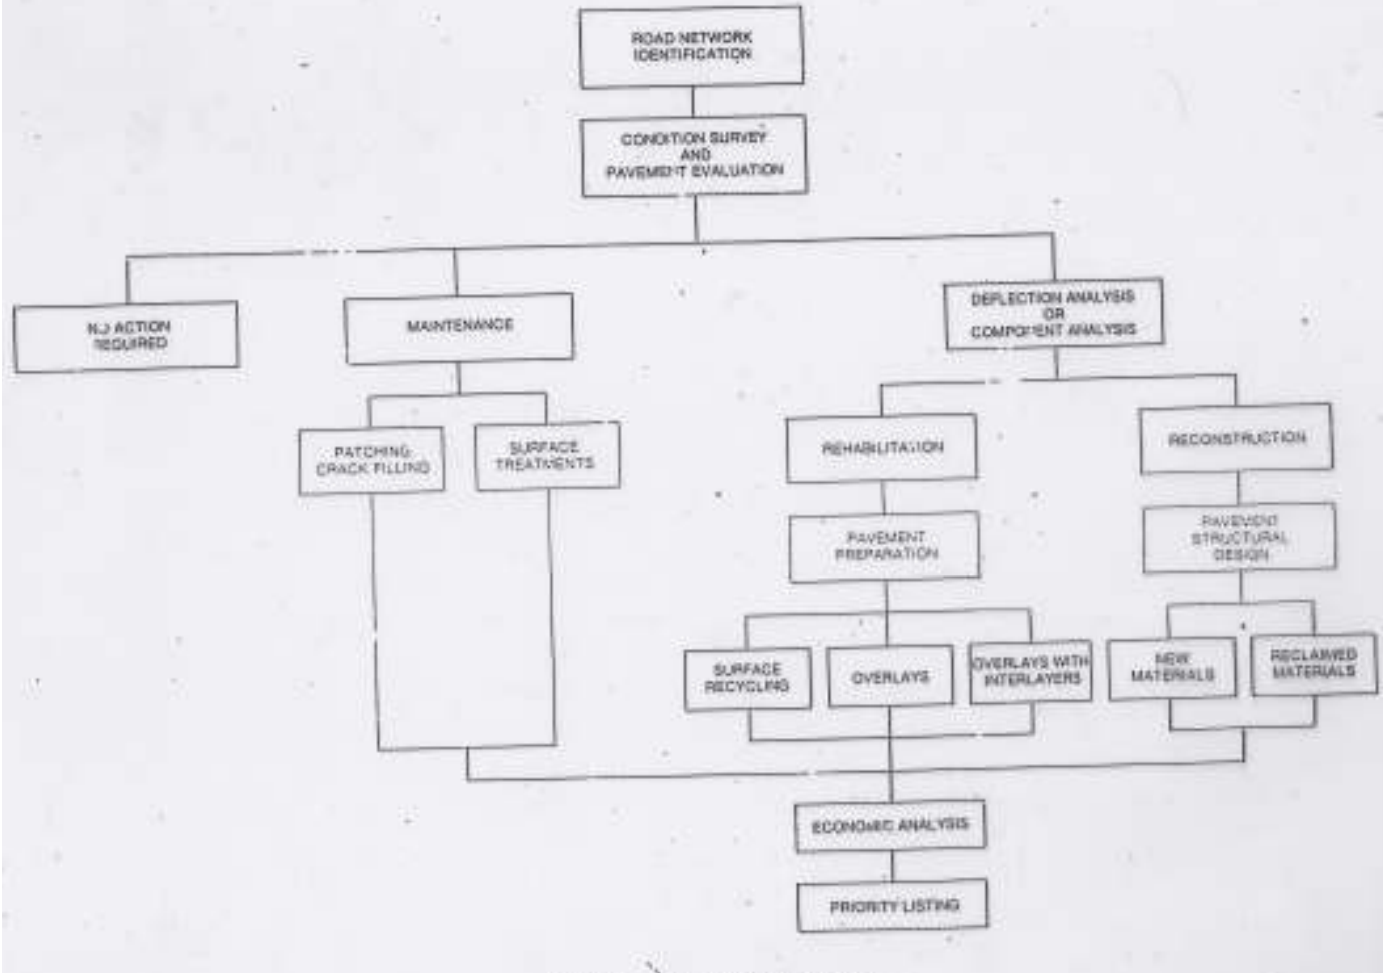 ROAD NETWORK
IDENTIFICATION
CONDITION SURVEY
AND
PAVEMENT EVALUATION
NO ACTION
REQUIRED
MAINTENANCE
DEFLECTION ANALYSIS
OR
COMPONENT ANALYSIS
PATCHING
CRACK FILLING
SURFACE
TREATMENTS
REHABILITATION
RECONSTRUCTION
PAVEMENT
PREPARATION
PAVEMENT
STRUCTURAL
DESIGN
SURFACE
RECYCLING
OVERLAYS
OVERLAYS WITH
INTERLAYERS
NEW
MATERIALS
RECLAIMED
MATERIALS
ECONOMIC ANALYSIS
PRIORITY LISTING